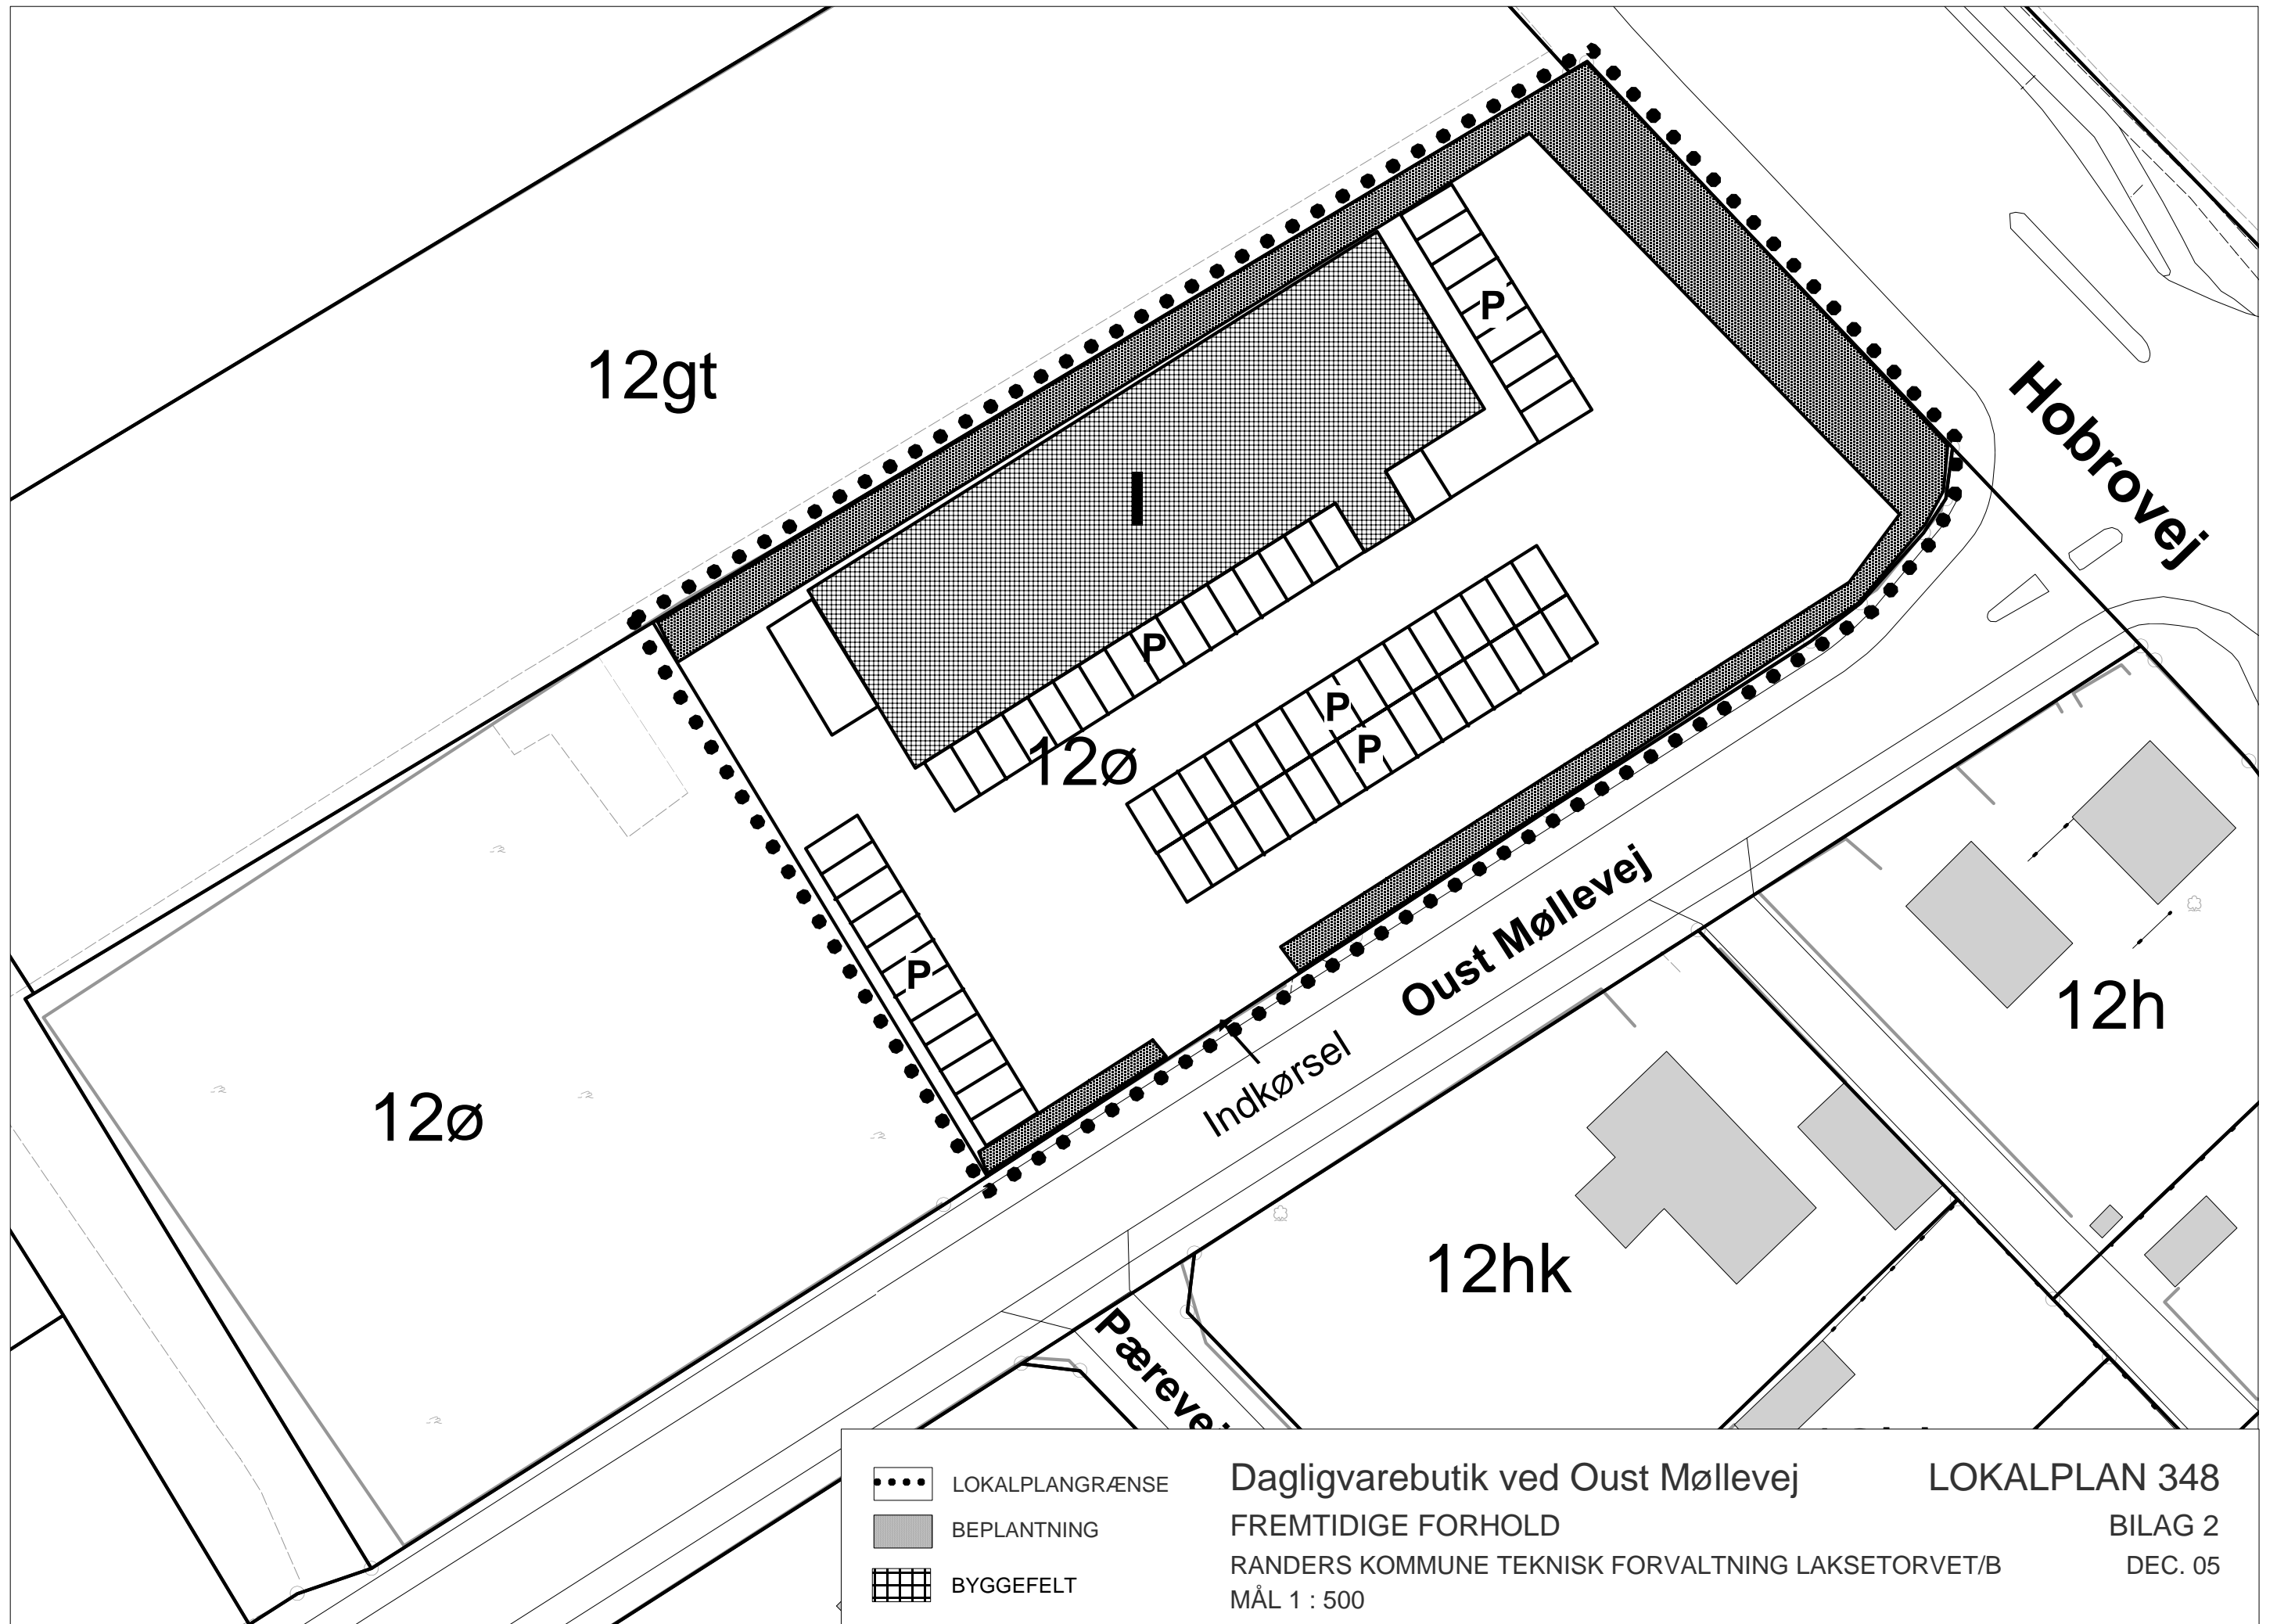 12gt
P
Hobrovej
I
P
P
12ø
P
Oust Møllevej
P
12h
Indkørsel
12ø
12hk
Pærevej
LOKALPLANGRÆNSE
BEPLANTNING
BYGGEFELT
Dagligvarebutik ved Oust Møllevej
FREMTIDIGE FORHOLD
RANDERS KOMMUNE TEKNISK FORVALTNING LAKSETORVET/B
MÅL 1 : 500
LOKALPLAN 348
BILAG 2
DEC. 05